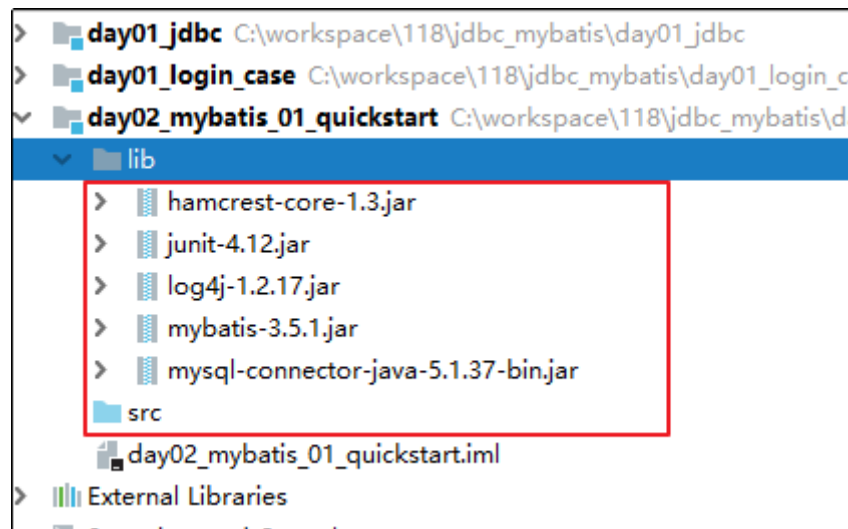 day01_jdbc C:\workspace\118\jdbc_mybatis\day01_jdbc
day01_login_case C:\workspace\118\jdbc_mybatis\day01_login_c
day02_mybatis_01_quickstart C:\workspace\118\jdbc_mybatis\d
lib
hamcrest-core-1.3.jar
junit-4.12.jar
log4j-1.2.17.jar
mybatis-3.5.1.jar
mysql-connector-java-5.1.37-bin.jar
src
day02_mybatis_01_quickstart.iml
External Libraries